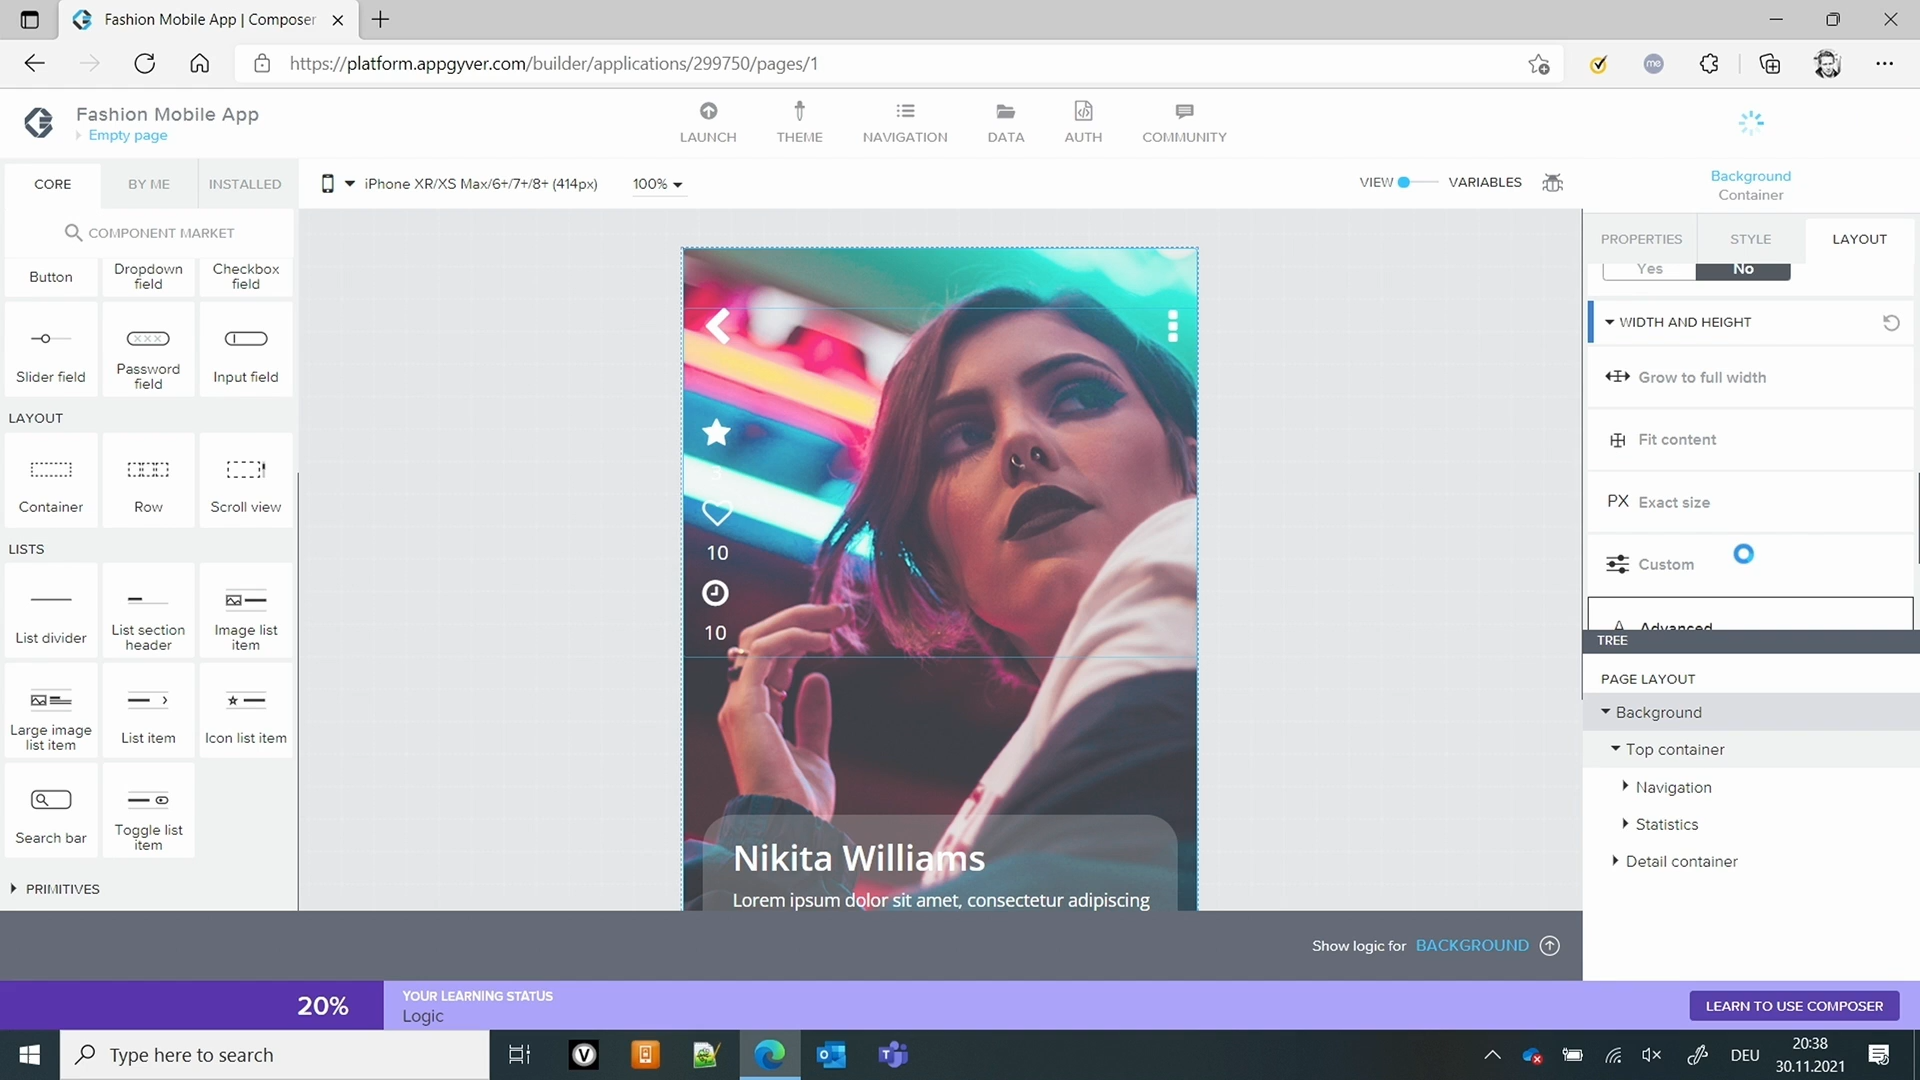 Fashion Mobile App | Composer
https://platform.appgyver.com/builder/applications/299750/pages/1
me
Fashion Mobile App
Empty page
LAUNCH
THEME
NAVIGATION
DATA
AUTH
COMMUNITY
CORE
BY ME
INSTALLED
iPhone XR/XS Max/6+/7+/8+ (414px)
100%
VIEW
VARIABLES
Background
Container
COMPONENT MARKET
PROPERTIES
STYLE
LAYOUT
Button
Dropdown
field
Checkbox
field
Yes
No
Slider field
Password
field
Input field
WIDTH AND HEIGHT
Grow to full width
Fit content
PX Exact size
Custom
Advanced
LAYOUT
Container
Row
Scroll view
LISTS
List divider
List section
header
Image list
item
Large image
list item
List item
Icon list item
Search bar
Toggle list
item
PRIMITIVES
3
10
10
Nikita Williams
Lorem ipsum dolor sit amet, consectetur adipiscing
TREE
PAGE LAYOUT
Background
Top container
Navigation
Statistics
Detail container
Show logic for BACKGROUND
20%
YOUR LEARNING STATUS
Logic
LEARN TO USE COMPOSER
Type here to search
DEU
20:38
30.11.2021